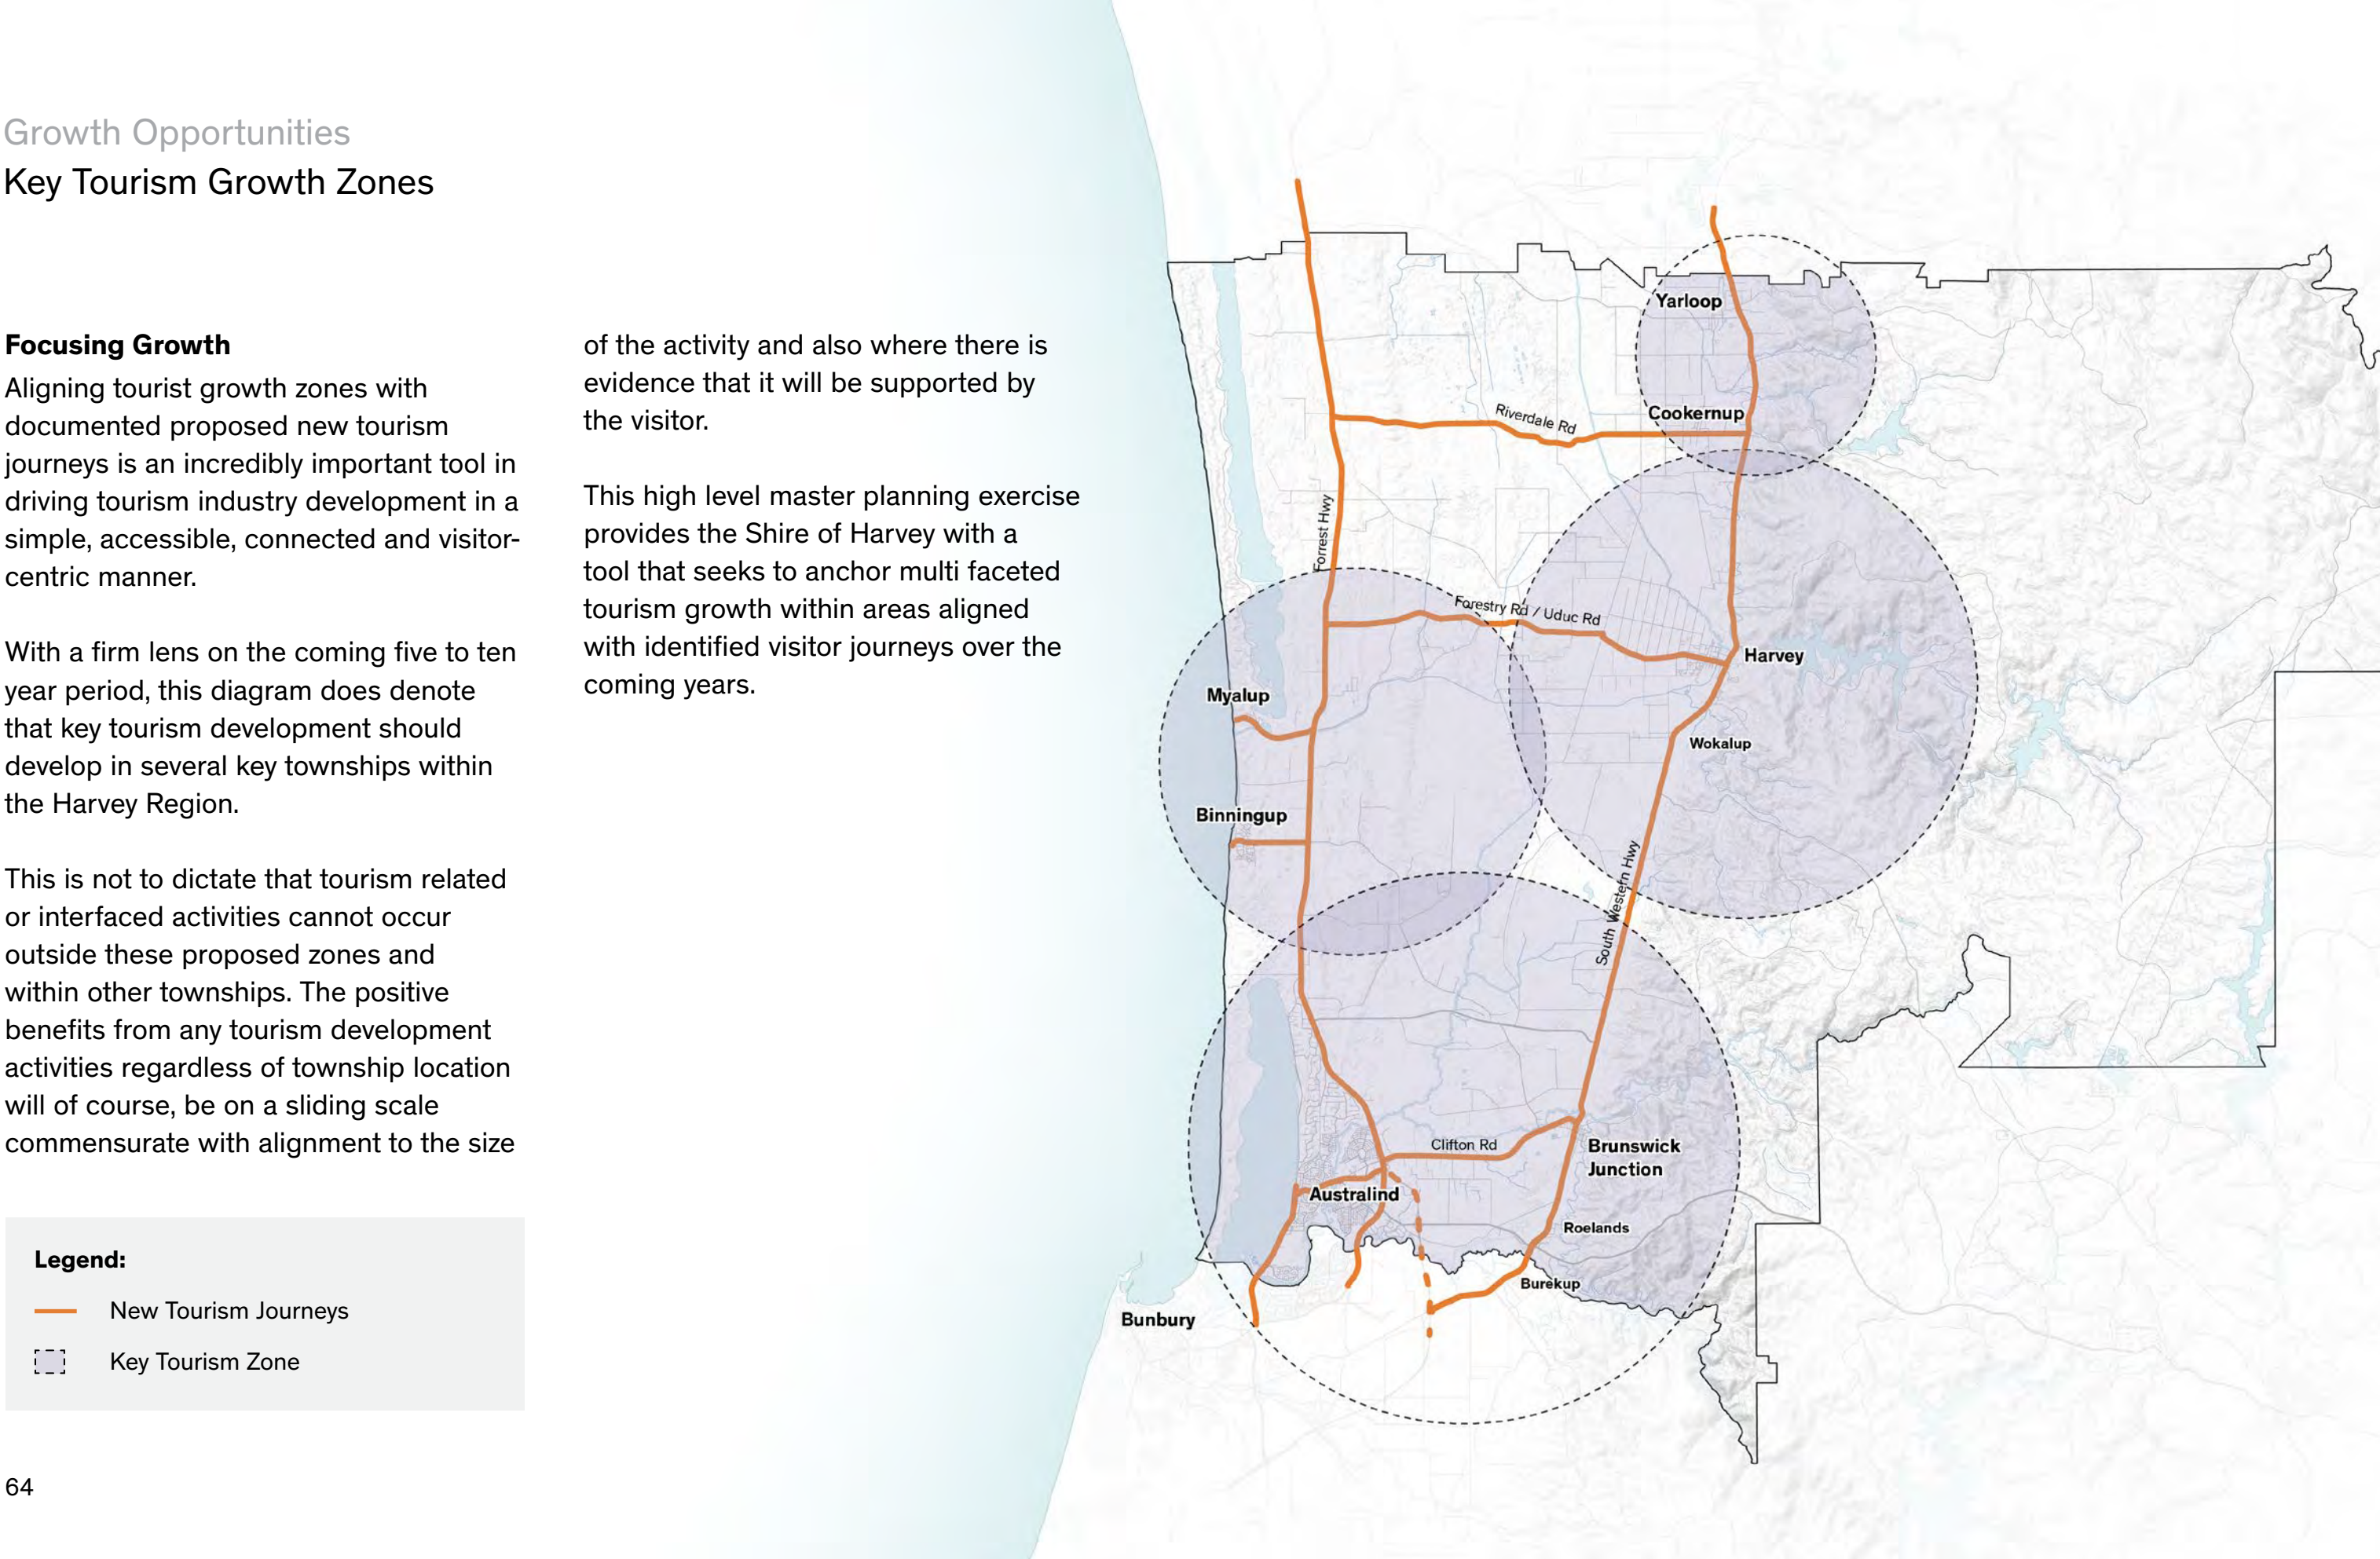 Growth Opportunities
Key Tourism Growth Zones
Focusing Growth
Aligning tourist growth zones with
documented proposed new tourism
journeys is an incredibly important tool in
driving tourism industry development in a
simple, accessible, connected and visitor-
centric manner.
With a firm lens on the coming five to ten
year period, this diagram does denote
that key tourism development should
develop in several key townships within
the Harvey Region.
This is not to dictate that tourism related
or interfaced activities cannot occur
outside these proposed zones and
within other townships. The positive
benefits from any tourism development
activities regardless of township location
will of course, be on a sliding scale
commensurate with alignment to the size
of the activity and also where there is
evidence that it will be supported by
the visitor.
This high level master planning exercise
provides the Shire of Harvey with a
tool that seeks to anchor multi faceted
tourism growth within areas aligned
with identified visitor journeys over the
coming years.
Legend:
New Tourism Journeys
Key Tourism Zone
64
Yarloop
Cookernup
Riverdale Rd
Forrest Hwy
Forestry Rd / Uduc Rd
Harvey
Myalup
Wokalup
Binningup
South Western Hwy
Clifton Rd
Brunswick
Junction
Australind
Roelands
Burekup
Bunbury